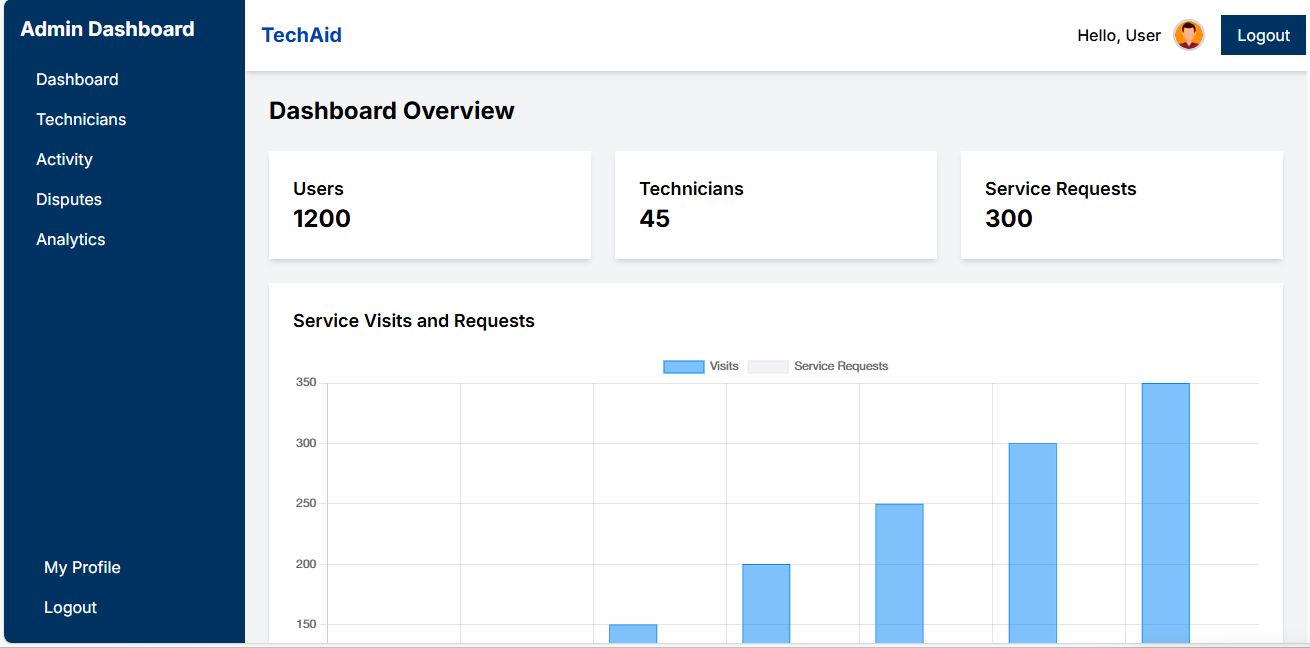 Admin Dashboard
Dashboard
Technicians
Activity
Disputes
Analytics
My Profile
Logout
TechAid
Hello, User
Logout
Dashboard Overview
Users
1200
Technicians
45
Service Requests
300
Service Visits and Requests
Visits
Service Requests
350
300
250
200
150